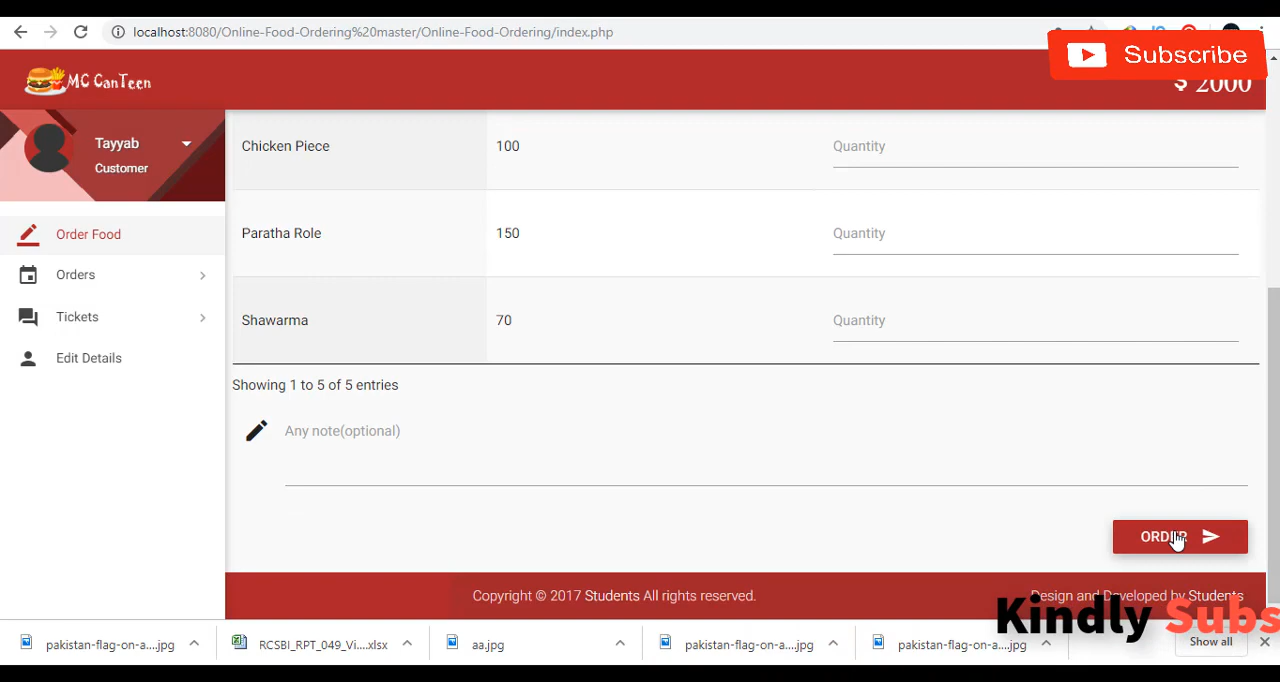 localhost:8080/Online-Food-Ordering%20master/Online-Food-Ordering/index.php
Subscribe
MC CanTeen
$ 2000
Tayyab
Customer
Order Food
Orders
Tickets
Edit Details
Chicken Piece 100 Quantity
Paratha Role 150 Quantity
Shawarma 70 Quantity
Showing 1 to 5 of 5 entries
Any note(optional)
ORDER
Copyright © 2017 Students All rights reserved.
Design and Developed by Students
Kindly Subs
pakistan-flag-on-a....jpg
RCSBI_RPT_049_Vi....xlsx
aa.jpg
pakistan-flag-on-a....jpg
pakistan-flag-on-a....jpg
Show all